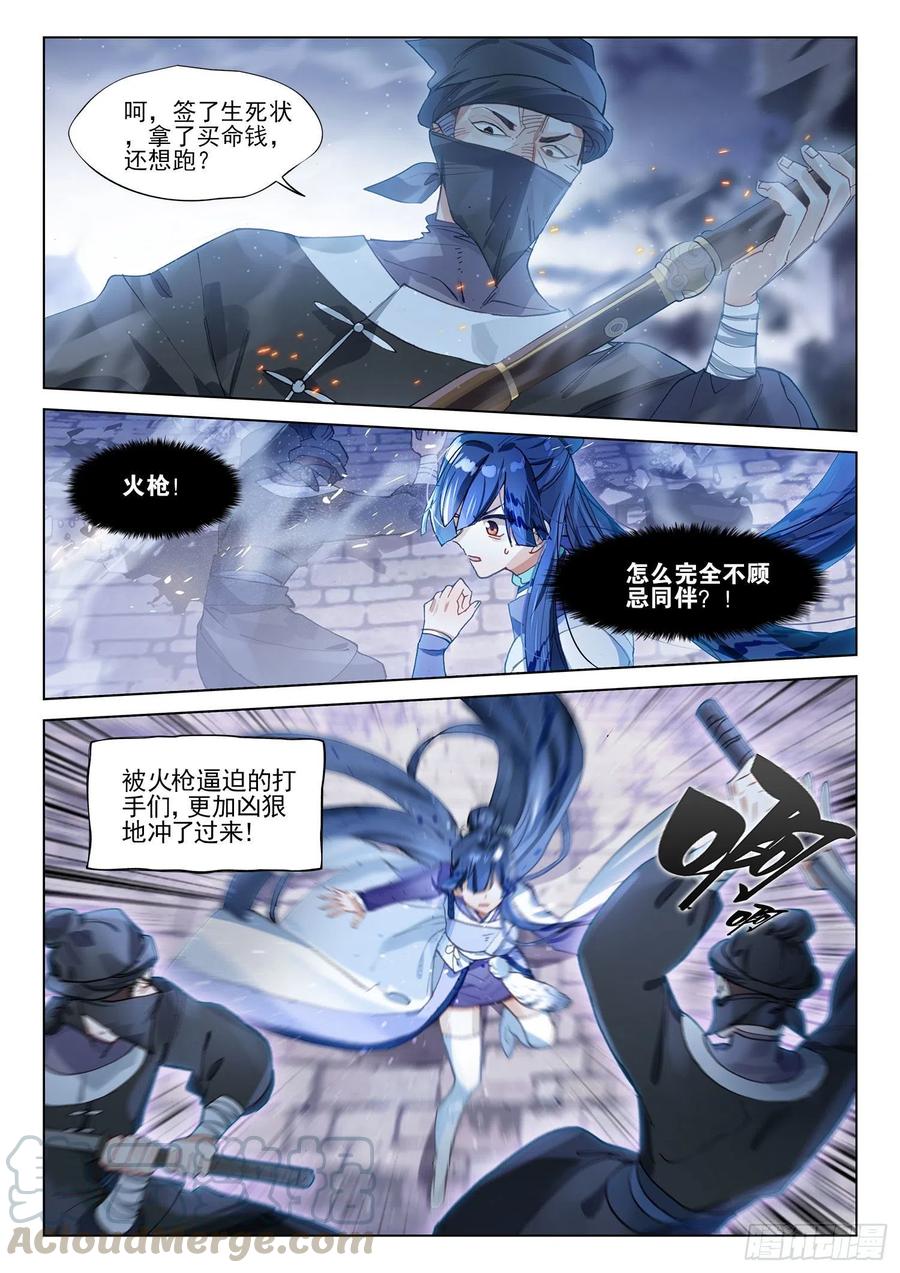 呵，签了生死状
，拿了买命钱，
还想跑？
火枪！
怎么完全不顾
忌同伴？！
被火枪逼迫的打
手们，更加凶狠
地冲了过来！
啊
啊
AcloudMerge.com
腾讯动漫